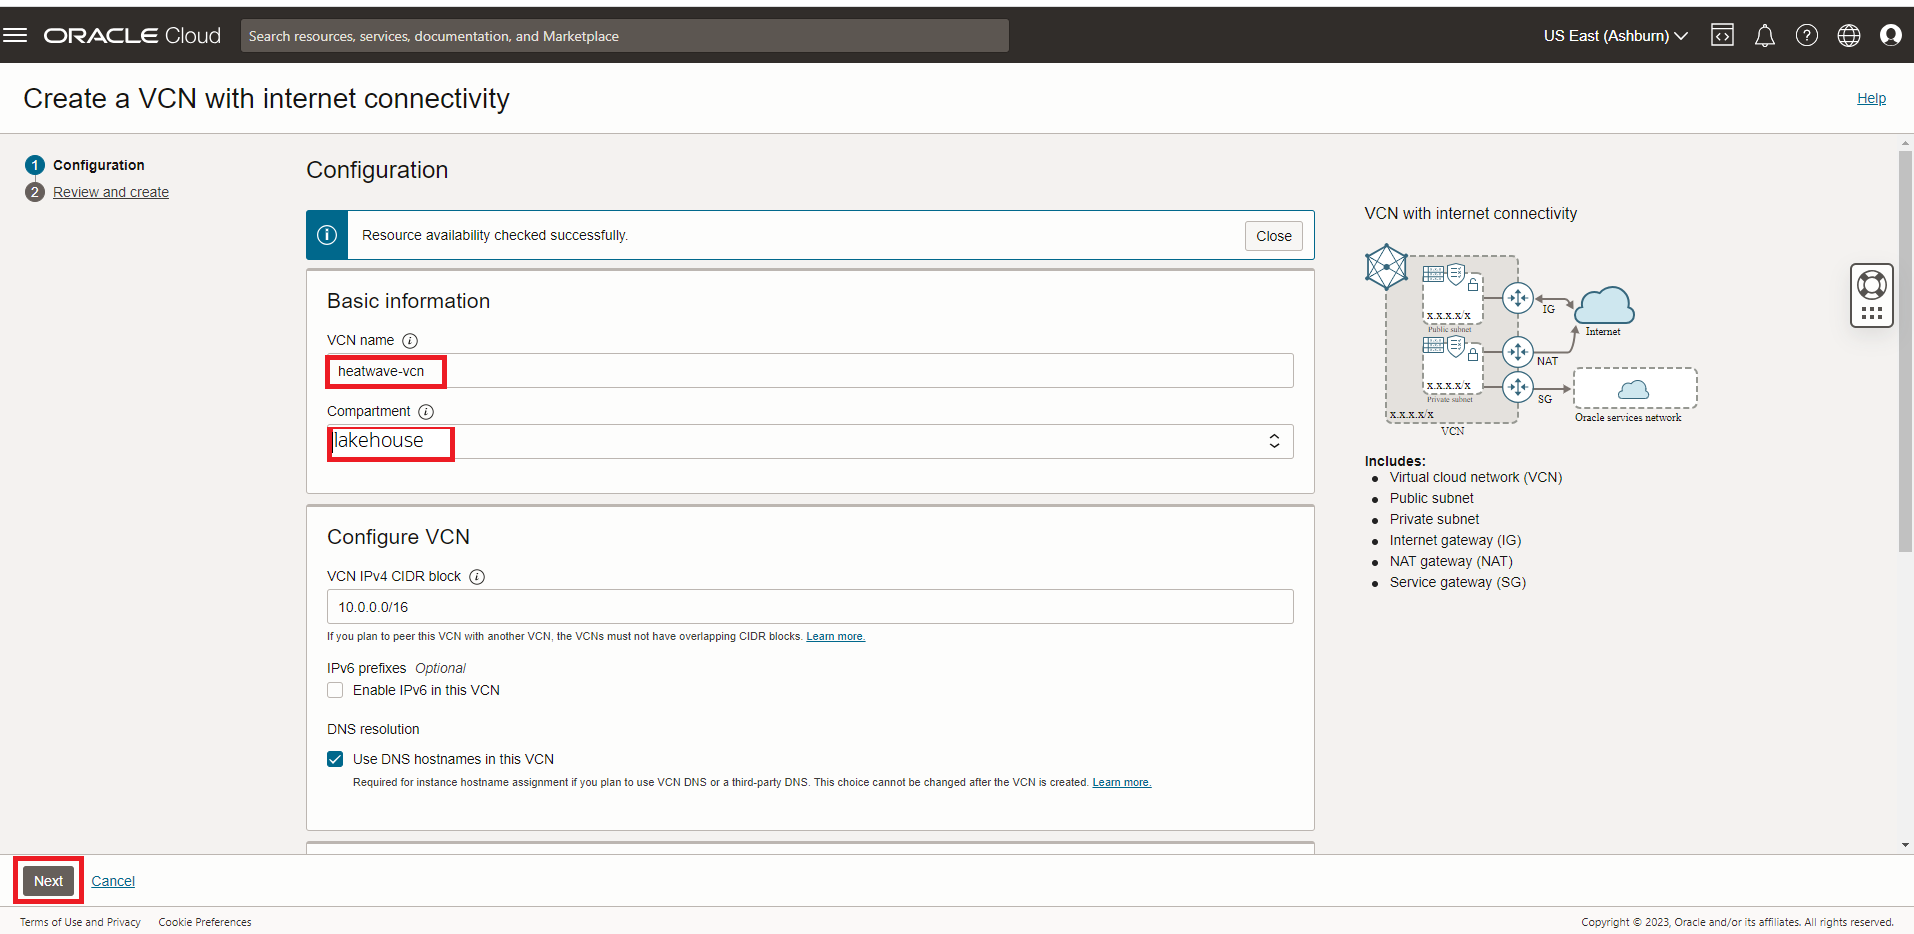 ORACLE Cloud
Search resources, services, documentation, and Marketplace
US East (Ashburn)
Create a VCN with internet connectivity
Help
1 Configuration
2 Review and create
Configuration
Resource availability checked successfully.
Close
Basic information
VCN name
heatwave-vcn
Compartment
lakehouse
Configure VCN
VCN IPv4 CIDR block
10.0.0.0/16
If you plan to peer this VCN with another VCN, the VCNs must not have overlapping CIDR blocks. Learn more.
IPv6 prefixes Optional
Enable IPv6 in this VCN
DNS resolution
Use DNS hostnames in this VCN
Required for instance hostname assignment if you plan to use VCN DNS or a third-party DNS. This choice cannot be changed after the VCN is created. Learn more.
VCN with internet connectivity
x.x.x.x/x
Public subnet
IG
Internet
NAT
x.x.x.x/x
Private subnet
SG
x.x.x.x/x
Oracle services network
VCN
Includes:
Virtual cloud network (VCN)
Public subnet
Private subnet
Internet gateway (IG)
NAT gateway (NAT)
Service gateway (SG)
Next
Cancel
Terms of Use and Privacy
Cookie Preferences
Copyright © 2023, Oracle and/or its affiliates. All rights reserved.